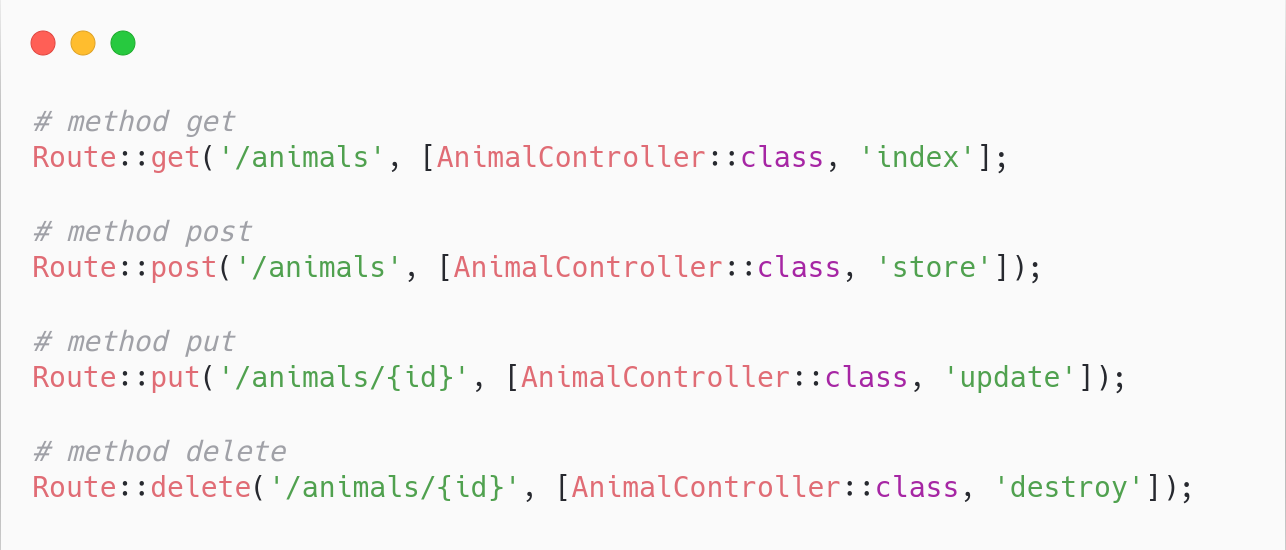 # method get
Route::get('/animals', [AnimalController::class, 'index'];
# method post
Route::post('/animals', [AnimalController::class, 'store']);
# method put
Route::put('/animals/{id}', [AnimalController::class, 'update']);
# method delete
Route::delete('/animals/{id}', [AnimalController::class, 'destroy']);